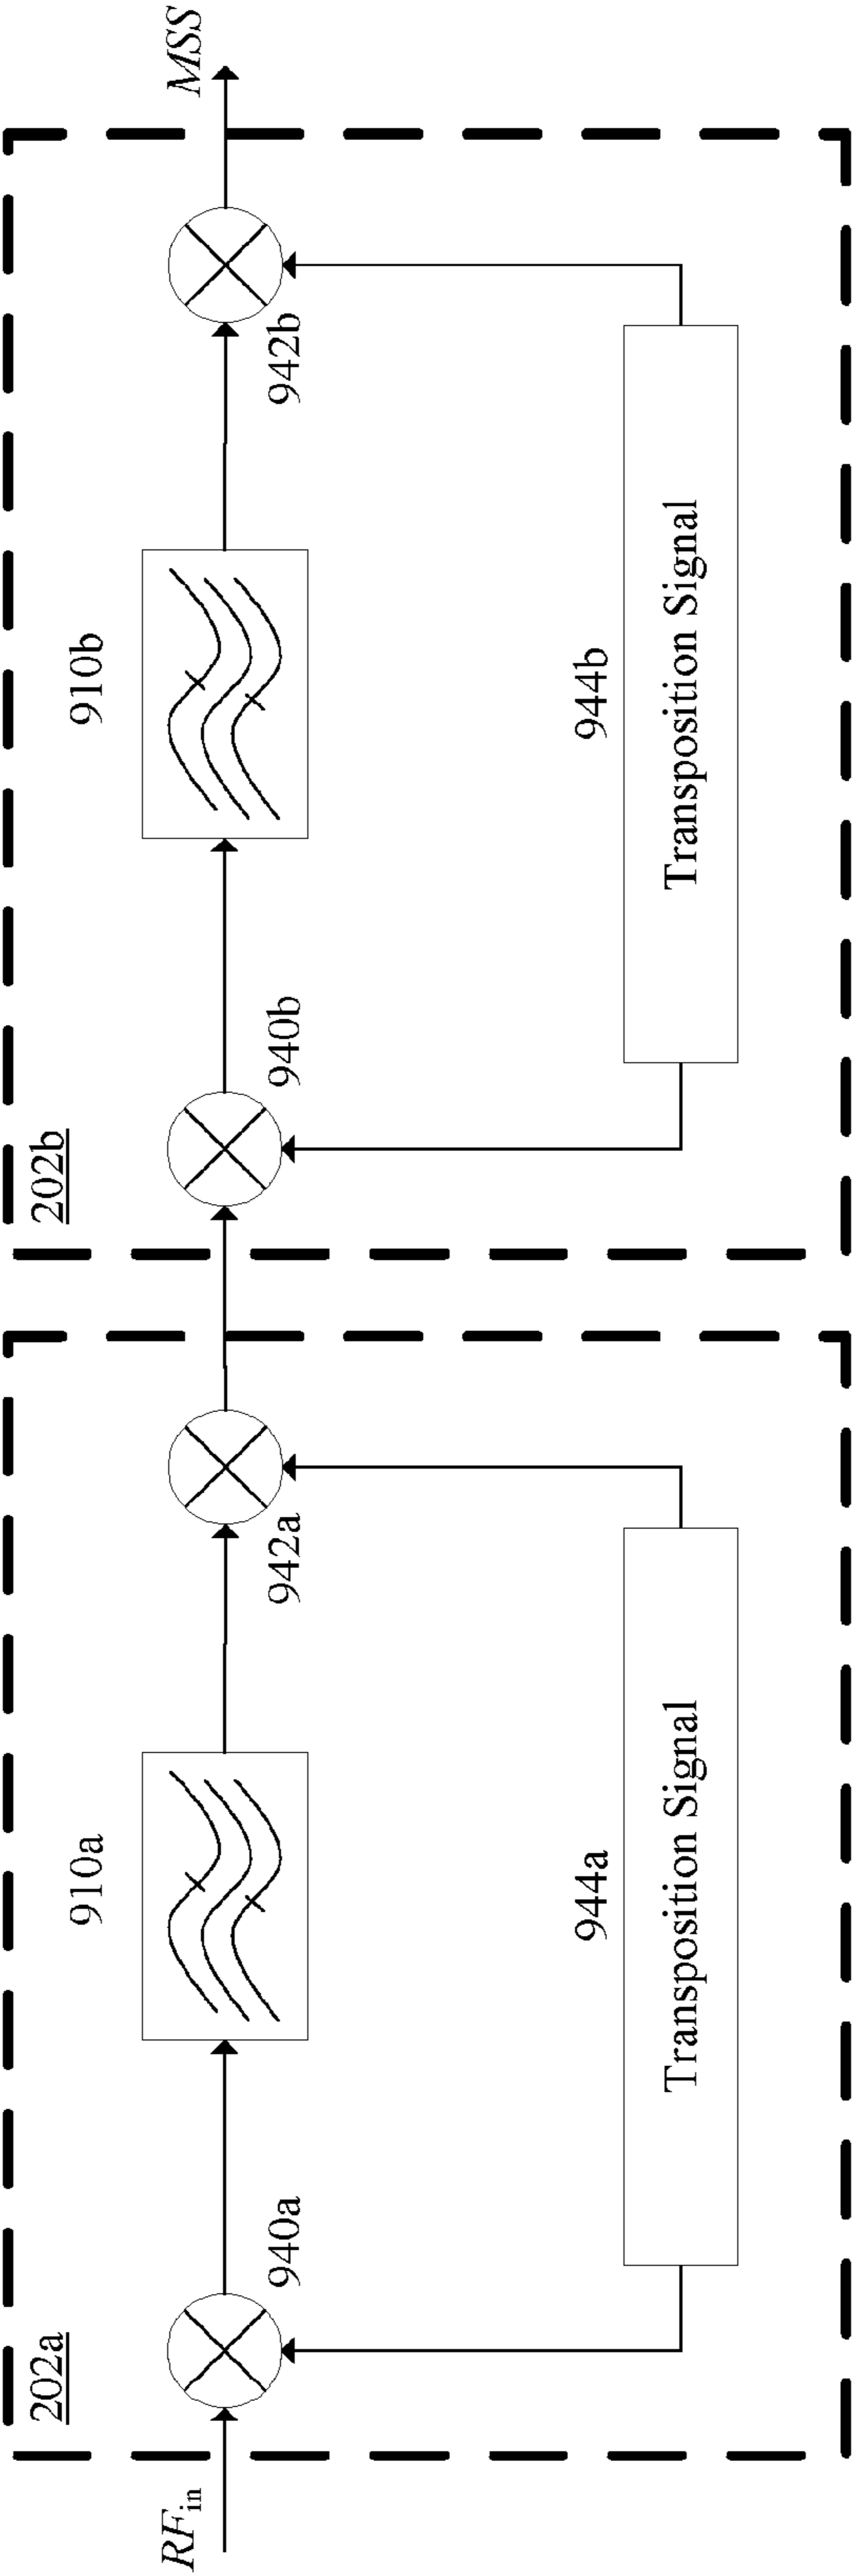 202a
202b
910a
910b
RFin
MSS
940a
942a
940b
942b
944a
944b
Transposition Signal
Transposition Signal